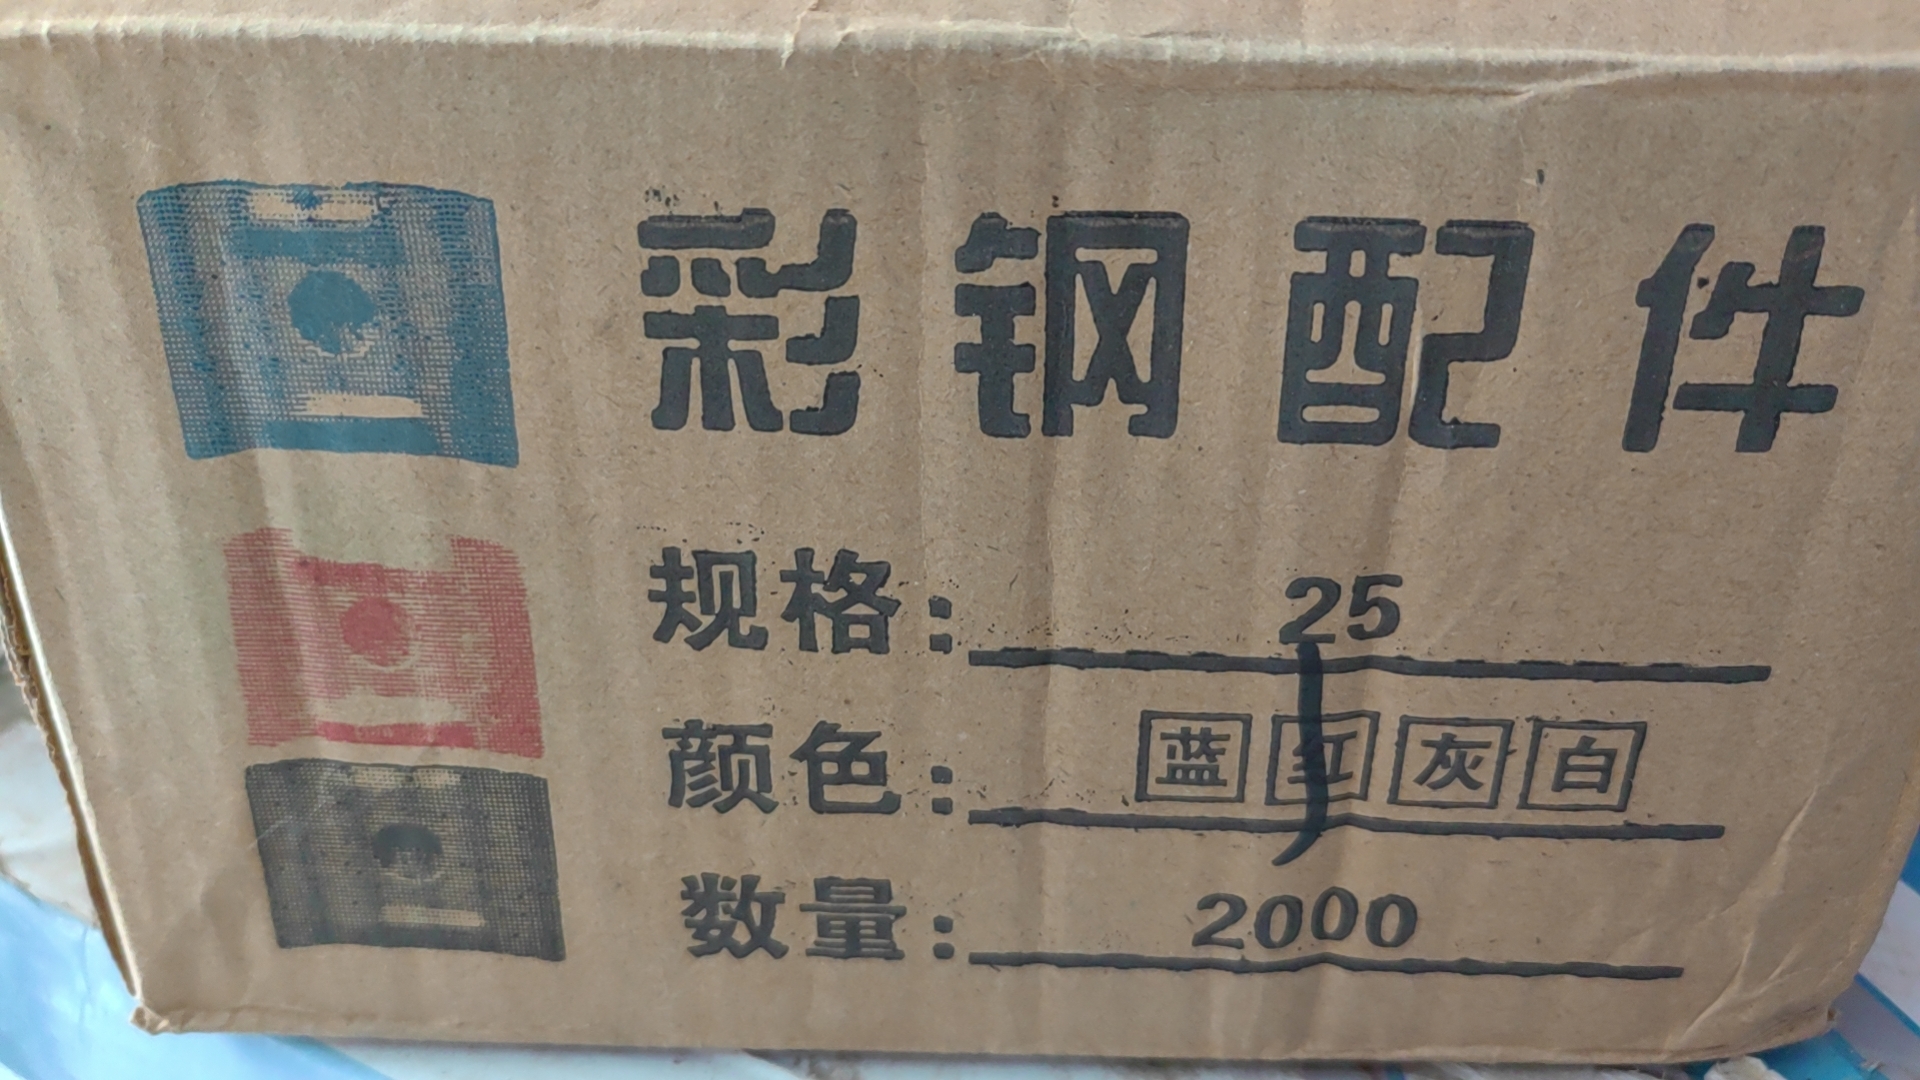 彩钢配件
规格: 25
颜色: 蓝 红 灰 白
数量: 2000